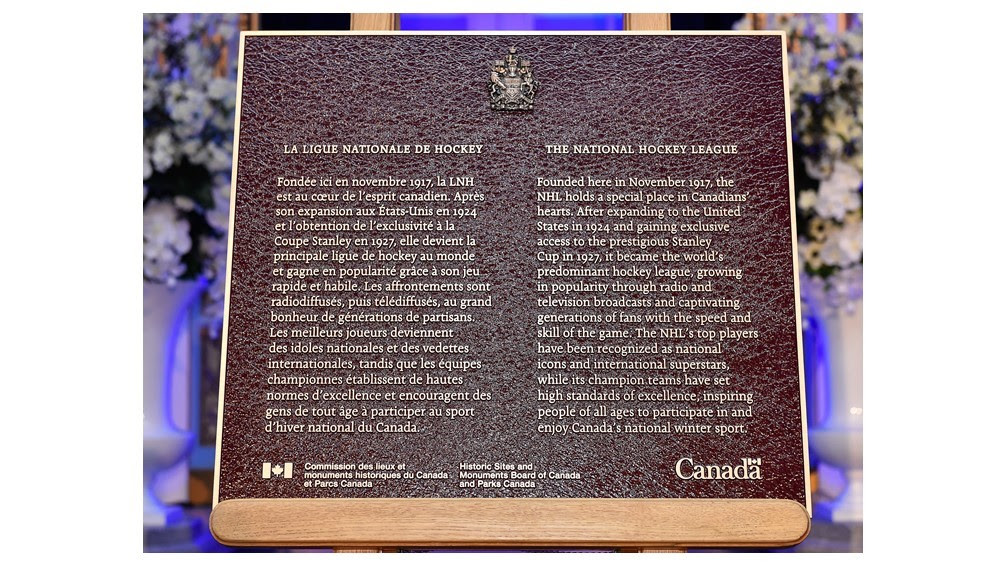 LA LIGUE NATIONALE DE HOCKEY
Fondée ici en novembre 1917, la LNH
est au cœur de l'esprit canadien. Après
son expansion aux États-Unis en 1924
et l'obtention de l'exclusivité à la
Coupe Stanley en 1927, elle devient la
principale ligue de hockey au monde
et gagne en popularité grâce à son jeu
rapide et habile. Les affrontements sont
radiodiffusés, puis télédiffusés, au grand
bonheur de générations de partisans.
Les meilleurs joueurs deviennent
des idoles nationales et des vedettes
internationales, tandis que les équipes
championnes établissent de hautes
normes d'excellence et encouragent des
gens de tout âge à participer au sport
d'hiver national du Canada.
THE NATIONAL HOCKEY LEAGUE
Founded here in November 1917, the
NHL holds a special place in Canadians'
hearts. After expanding to the United
States in 1924 and gaining exclusive
access to the prestigious Stanley
Cup in 1927, it became the world's
predominant hockey league, growing
in popularity through radio and
television broadcasts and captivating
generations of fans with the speed and
skill of the game. The NHL's top players
have been recognized as national
icons and international superstars,
while its champion teams have set
high standards of excellence, inspiring
people of all ages to participate in and
enjoy Canada's national winter sport.
Commission des lieux et
monuments historiques du Canada
et Parcs Canada
Historic Sites and
Monuments Board of Canada
and Parks Canada
Canada